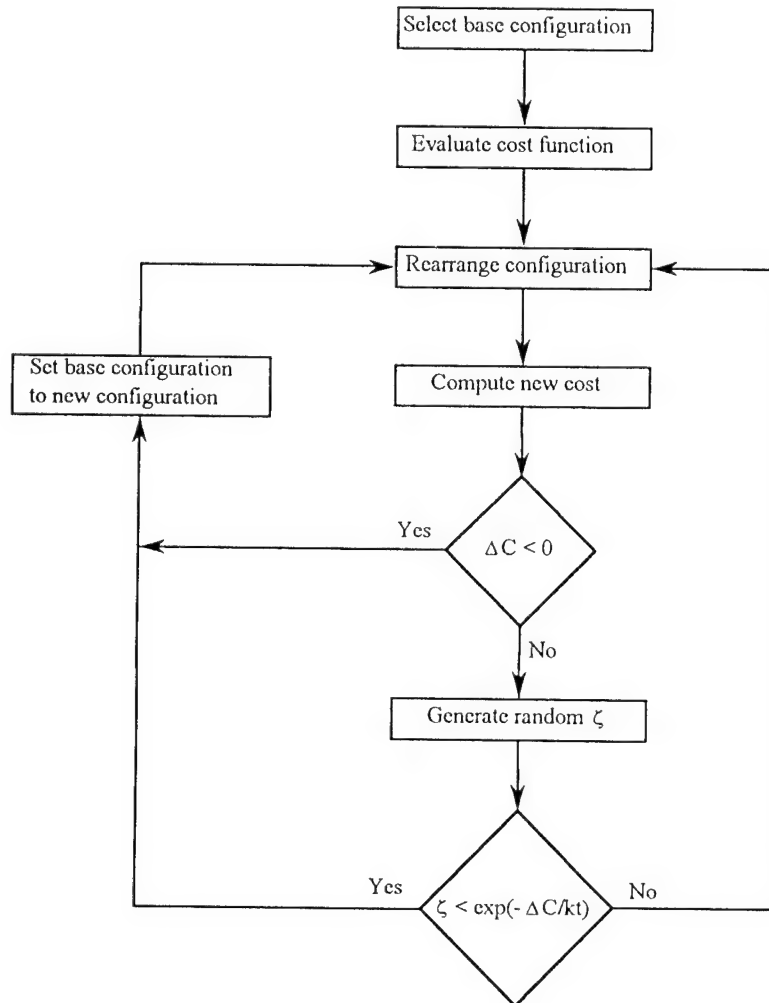 Select base configuration
Evaluate cost function
Rearrange configuration
Set base configuration
to new configuration
Compute new cost
Yes
ΔC < 0
No
Generate random ζ
Yes
ζ < exp(- ΔC/kt)
No